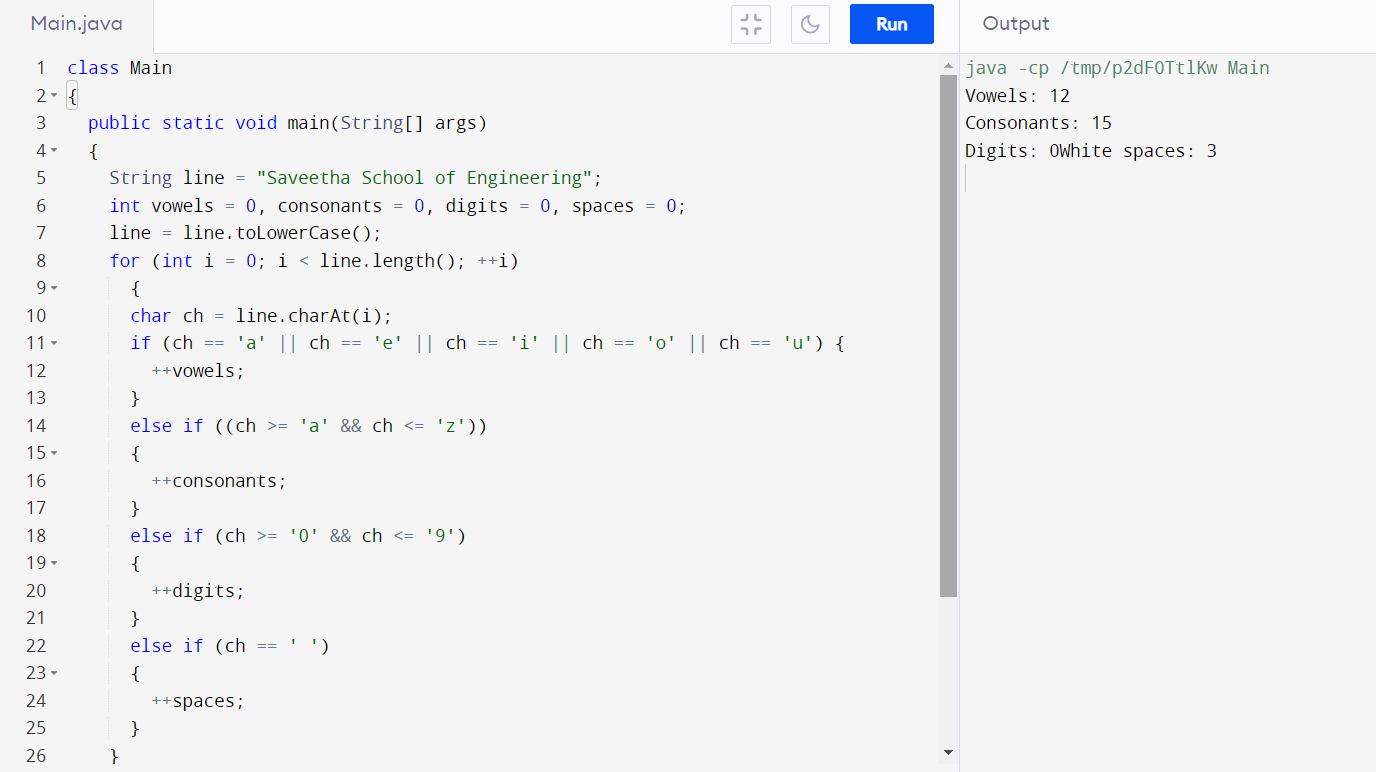 Main.java
Run
Output
1 class Main
2 {
3 public static void main(String[] args)
4 {
5 String line = "Saveetha School of Engineering";
6 int vowels = 0, consonants = 0, digits = 0, spaces = 0;
7 line = line.toLowerCase();
8 for (int i = 0; i < line.length(); ++i)
9 {
10 char ch = line.charAt(i);
11 if (ch == 'a' || ch == 'e' || ch == 'i' || ch == 'o' || ch == 'u') {
12 ++vowels;
13 }
14 else if ((ch >= 'a' && ch <= 'z'))
15 {
16 ++consonants;
17 }
18 else if (ch >= '0' && ch <= '9')
19 {
20 ++digits;
21 }
22 else if (ch == ' ')
23 {
24 ++spaces;
25 }
26 }
java -cp /tmp/p2dFOTtlKw Main
Vowels: 12
Consonants: 15
Digits: 0White spaces: 3